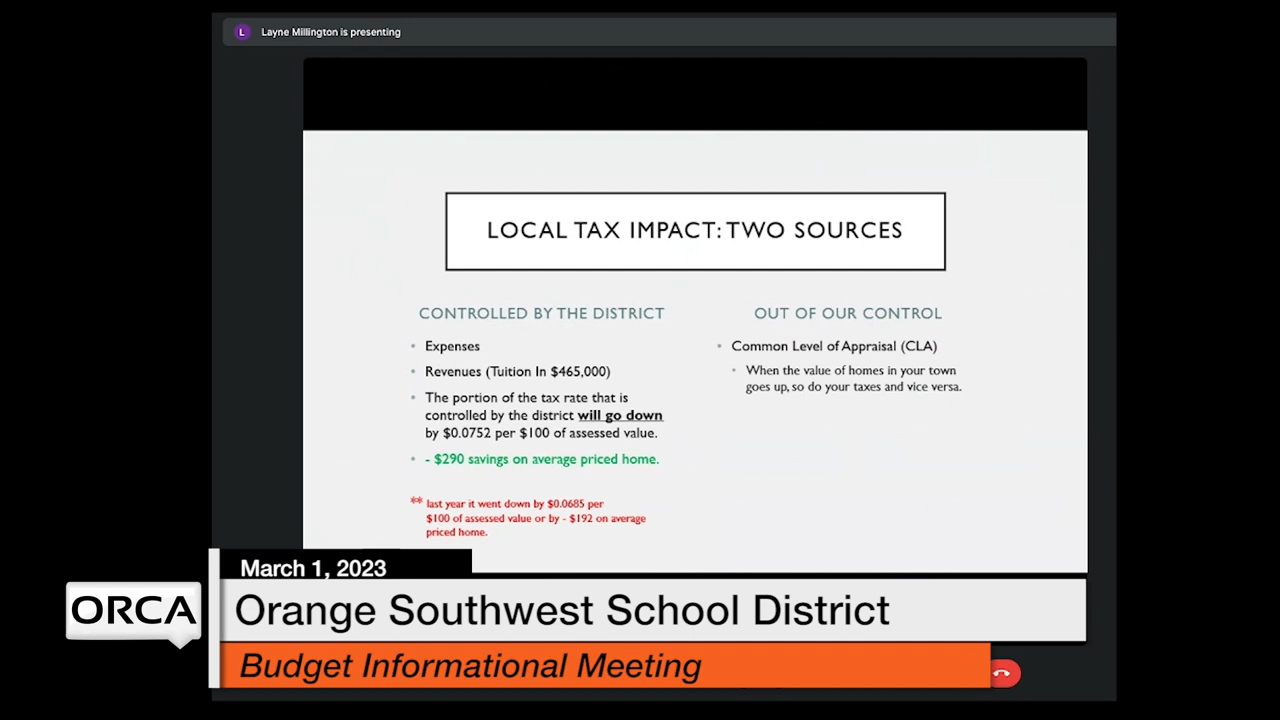 L Layne Millington is presenting
LOCAL TAX IMPACT: TWO SOURCES
CONTROLLED BY THE DISTRICT
• Expenses
• Revenues (Tuition In $465,000)
• The portion of the tax rate that is
controlled by the district will go down
by $0.0752 per $100 of assessed value.
• - $290 savings on average priced home.
** last year it went down by $0.0685 per
$100 of assessed value or by - $192 on average
priced home.
OUT OF OUR CONTROL
• Common Level of Appraisal (CLA)
• When the value of homes in your town
goes up, so do your taxes and vice versa.
March 1, 2023
ORCA
Orange Southwest School District
Budget Informational Meeting